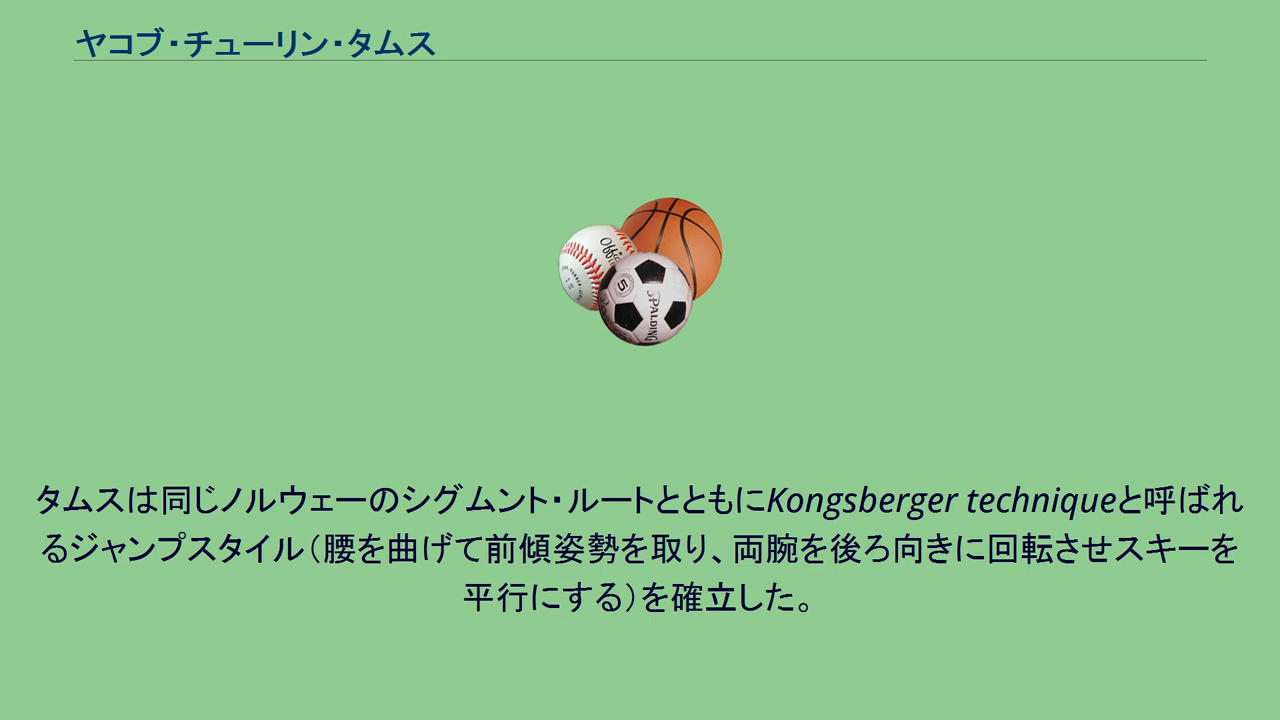 ヤコブ・チューリン・タムス
Official
5
SPALDING
タムスは同じノルウェーのシグムント・ルートとともにKongsberger techniqueと呼ばれ
るジャンプスタイル（腰を曲げて前傾姿勢を取り、両腕を後ろ向きに回転させスキーを
平行にする）を確立した。